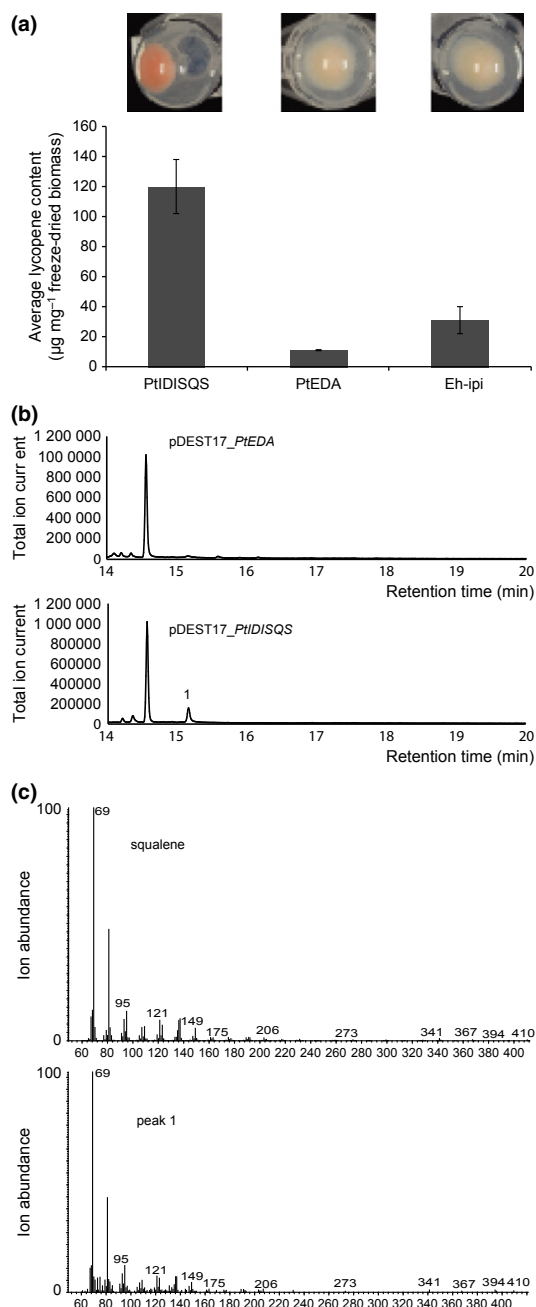 (a)
Average lycopene content
(µg mg⁻¹ freeze-dried biomass)
160
140
120
100
80
60
40
20
0
PtIDISQS PtEDA Eh-ipi
(b)
Total ion curr ent
1 200 000
100 0000
800 000
600 000
400 000
200 000
0
pDEST17_PtEDA
14 15 16 17 18 19 20
Retention time (min)
Total ion current
1 200 000
1000 000
800000
600000
400000
200000
0
pDEST17_PtIDISQS
1
14 15 16 17 18 19 20
Retention time (min)
(c)
Ion abundance
100
0
69
squalene
95 121 149 175 206 273 341 367 394 410
60 80 100 120 140 160 180 200 220 240 260 280 300 320 340 360 380 400
Ion abundance
100
0
69
peak 1
95 121 149 175 206 273 341 367 394 410
60 80 100 120 140 160 180 200 220 240 260 280 300 320 340 360 380 400